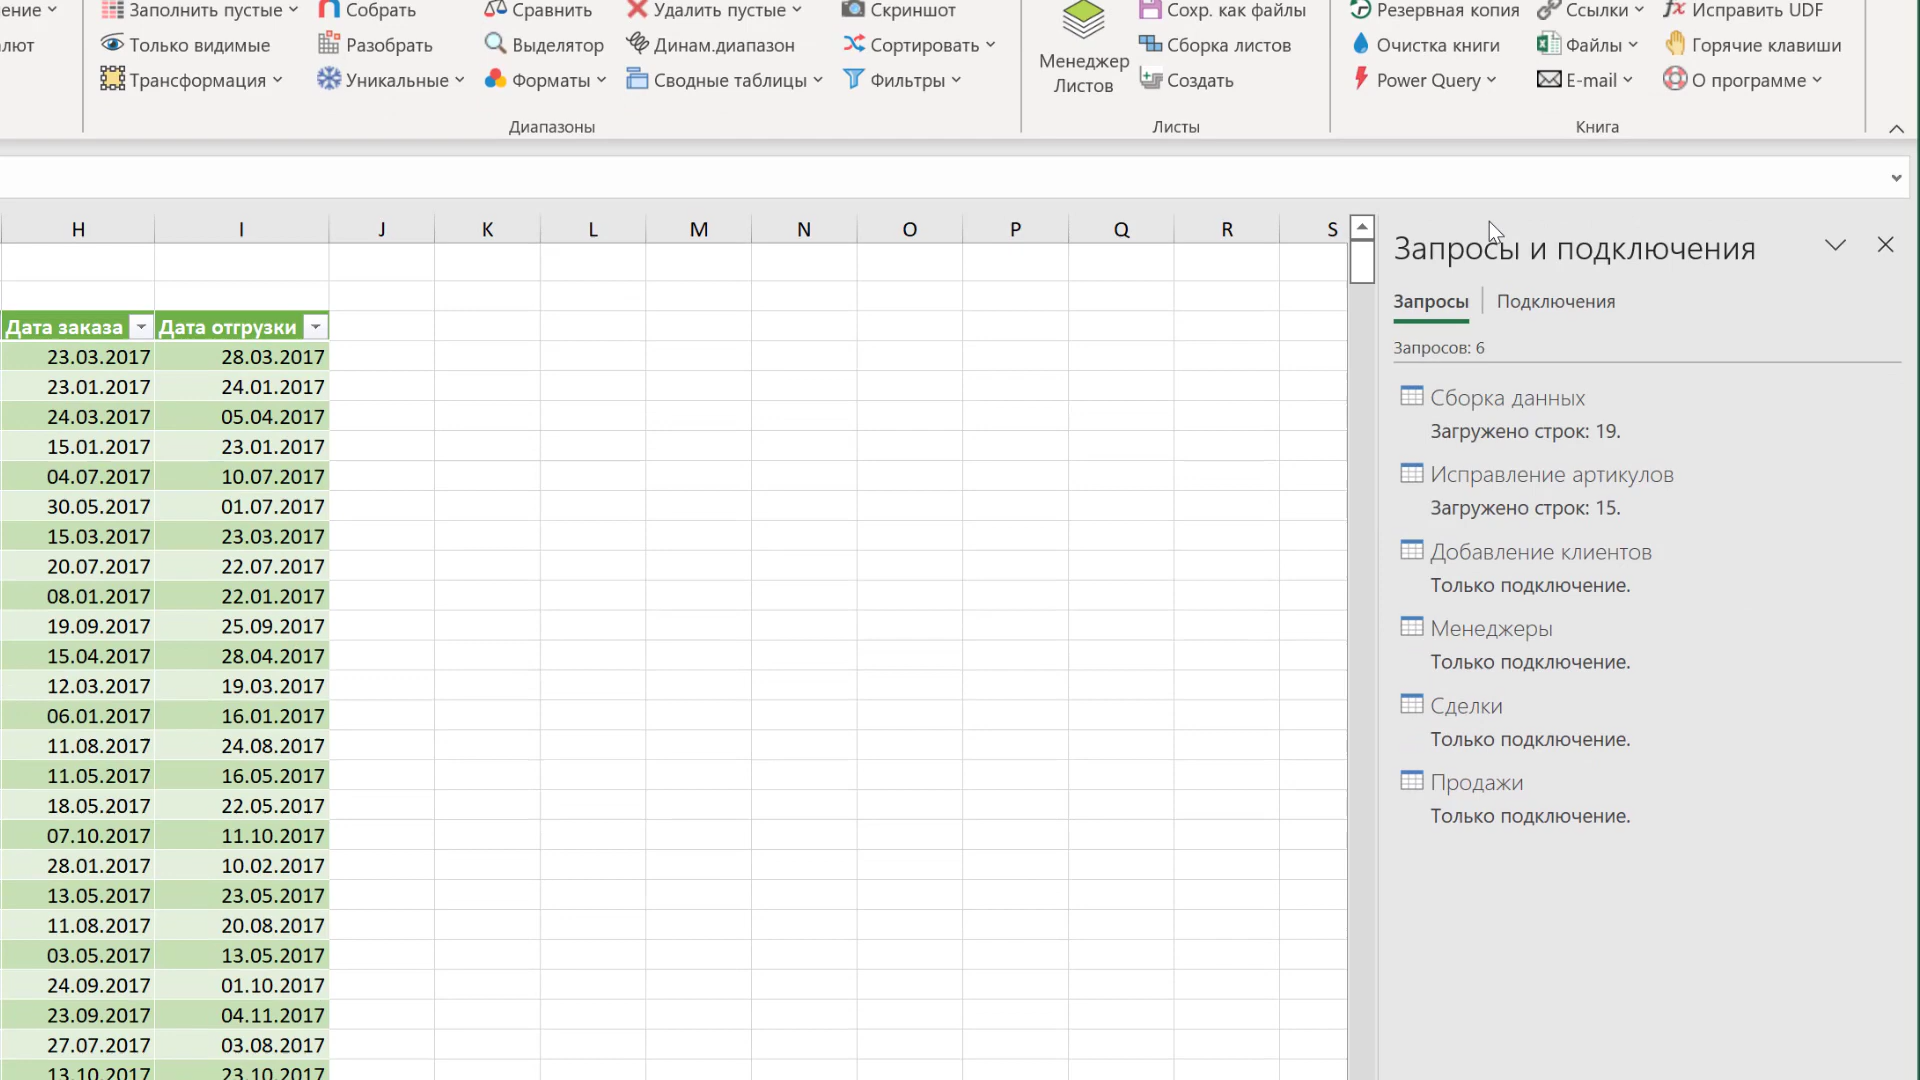 ение Заполнить пустые Собрать Сравнить Удалить пустые Скриншот Сохр. как файлы Резервная копия Ссылки Исправить UDF
алют Только видимые Разобрать Выделятор Динам.диапазон Сортировать Сборка листов Очистка книги Файлы Горячие клавиши
Трансформация Уникальные Форматы Сводные таблицы Фильтры Менеджер Создать Power Query E-mail О программе
Листов
Диапазоны Листы Книга
H I J K L M N O P Q R S
Запросы и подключения
Запросы Подключения
Запросов: 6
Дата заказа Дата отгрузки
23.03.2017 28.03.2017
23.01.2017 24.01.2017
24.03.2017 05.04.2017
15.01.2017 23.01.2017
04.07.2017 10.07.2017
30.05.2017 01.07.2017
15.03.2017 23.03.2017
20.07.2017 22.07.2017
08.01.2017 22.01.2017
19.09.2017 25.09.2017
15.04.2017 28.04.2017
12.03.2017 19.03.2017
06.01.2017 16.01.2017
11.08.2017 24.08.2017
11.05.2017 16.05.2017
18.05.2017 22.05.2017
07.10.2017 11.10.2017
28.01.2017 10.02.2017
13.05.2017 23.05.2017
11.08.2017 20.08.2017
03.05.2017 13.05.2017
24.09.2017 01.10.2017
23.09.2017 04.11.2017
27.07.2017 03.08.2017
13.10.2017 23.10.2017
Сборка данных
Загружено строк: 19.
Исправление артикулов
Загружено строк: 15.
Добавление клиентов
Только подключение.
Менеджеры
Только подключение.
Сделки
Только подключение.
Продажи
Только подключение.